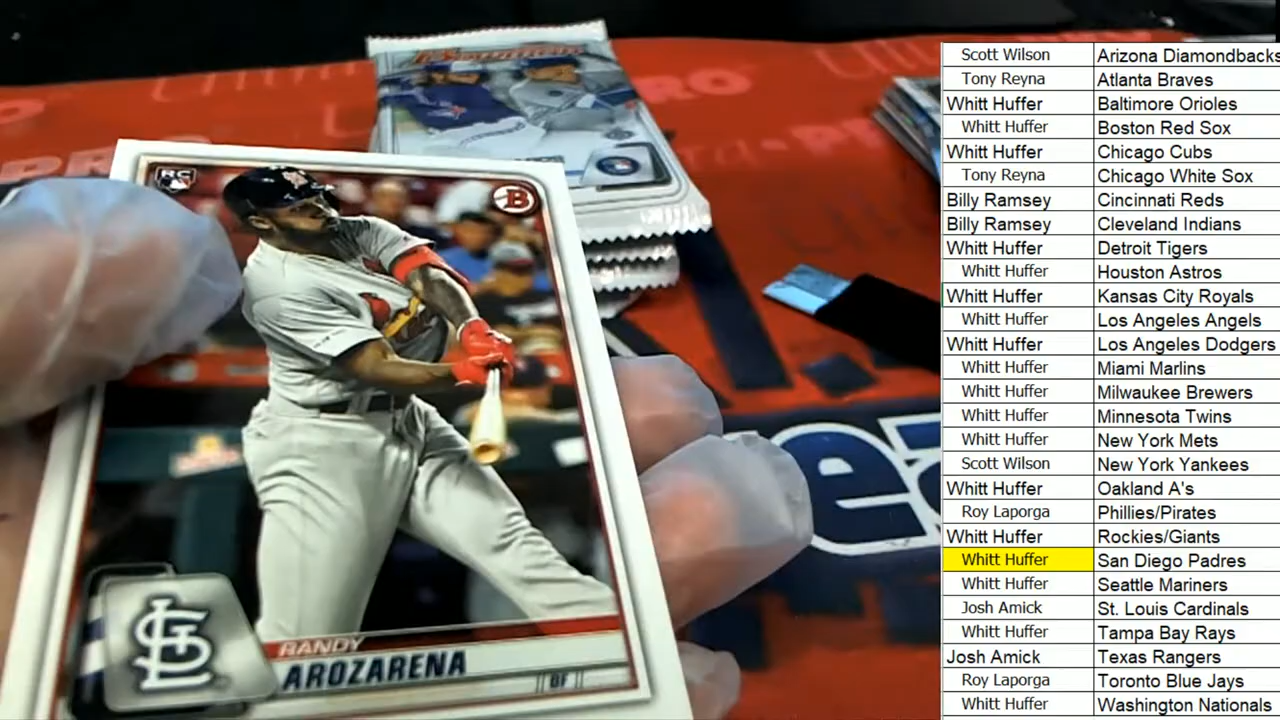 Bowman
RC
B
STL
RANDY
AROZARENA
OF
PRO
Scott Wilson Arizona Diamondbacks
Tony Reyna Atlanta Braves
Whitt Huffer Baltimore Orioles
Whitt Huffer Boston Red Sox
Whitt Huffer Chicago Cubs
Tony Reyna Chicago White Sox
Billy Ramsey Cincinnati Reds
Billy Ramsey Cleveland Indians
Whitt Huffer Detroit Tigers
Whitt Huffer Houston Astros
Whitt Huffer Kansas City Royals
Whitt Huffer Los Angeles Angels
Whitt Huffer Los Angeles Dodgers
Whitt Huffer Miami Marlins
Whitt Huffer Milwaukee Brewers
Whitt Huffer Minnesota Twins
Whitt Huffer New York Mets
Scott Wilson New York Yankees
Whitt Huffer Oakland A's
Roy Laporga Phillies/Pirates
Whitt Huffer Rockies/Giants
Whitt Huffer San Diego Padres
Whitt Huffer Seattle Mariners
Josh Amick St. Louis Cardinals
Whitt Huffer Tampa Bay Rays
Josh Amick Texas Rangers
Roy Laporga Toronto Blue Jays
Whitt Huffer Washington Nationals